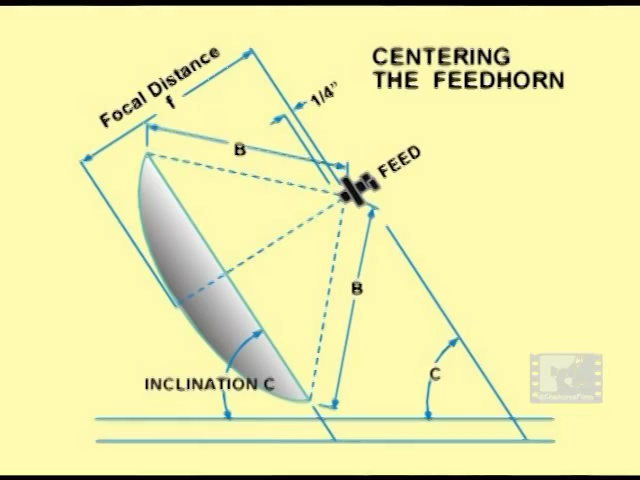 CENTERING
THE FEEDHORN
Focal Distance
f
1/4"
B
FEED
B
INCLINATION C
C